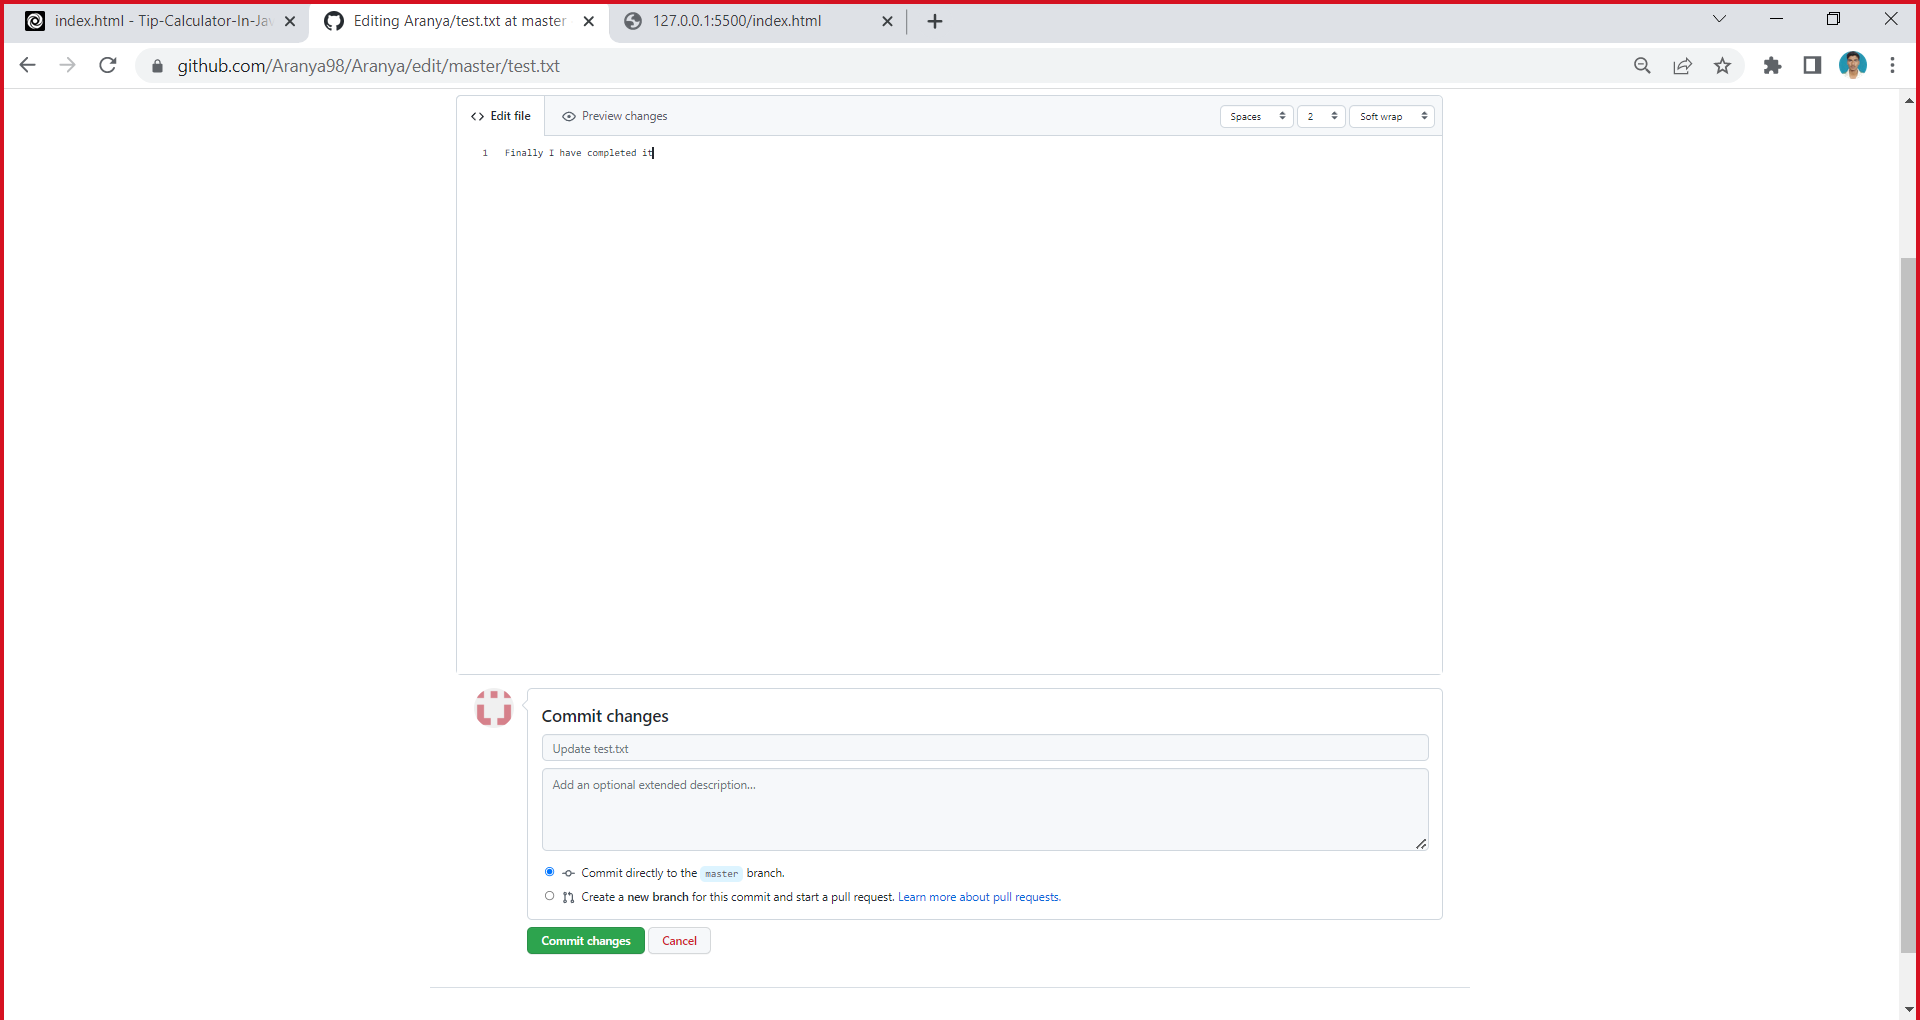 index.html - Tip-Calculator-In-Jav
Editing Aranya/test.txt at master
127.0.0.1:5500/index.html
github.com/Aranya98/Aranya/edit/master/test.txt
<> Edit file
Preview changes
Spaces
2
Soft wrap
1 Finally I have completed it
Commit changes
Update test.txt
Add an optional extended description...
Commit directly to the master branch.
Create a new branch for this commit and start a pull request. Learn more about pull requests.
Commit changes
Cancel